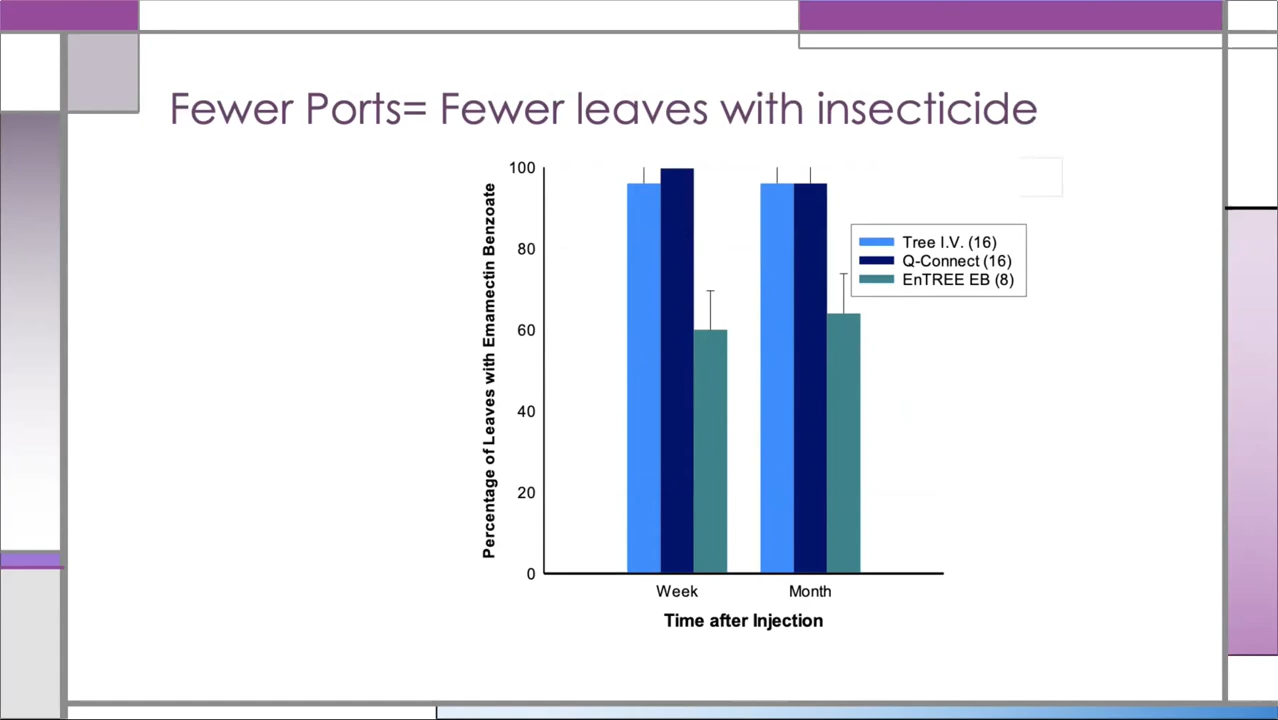 Fewer Ports= Fewer leaves with insecticide
Percentage of Leaves with Emamectin Benzoate
100
80
60
40
20
0
Tree I.V. (16)
Q-Connect (16)
EnTREE EB (8)
Week
Month
Time after Injection